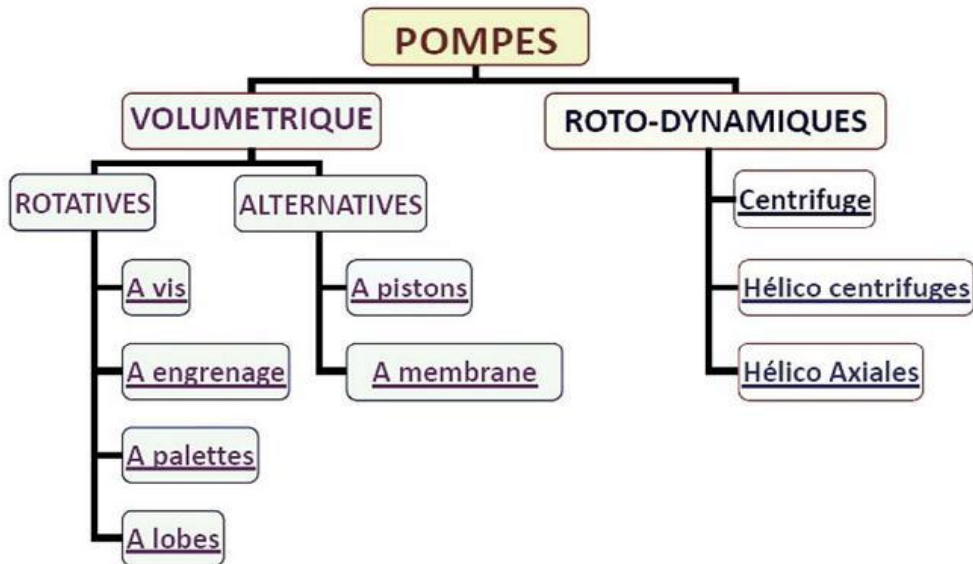 POMPES
VOLUMETRIQUE
ROTO-DYNAMIQUES
ROTATIVES
ALTERNATIVES
Centrifuge
A vis
A pistons
Hélico centrifuges
A engrenage
A membrane
Hélico Axiales
A palettes
A lobes